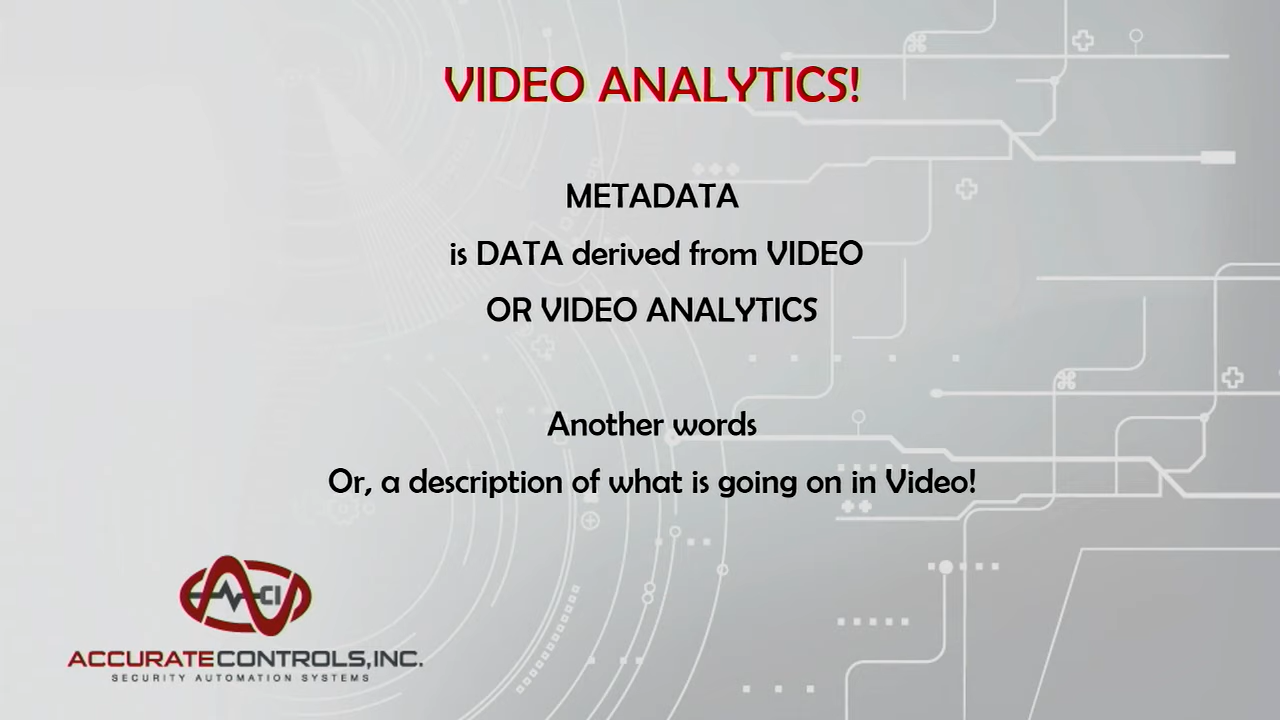 VIDEO ANALYTICS!
METADATA
is DATA derived from VIDEO
OR VIDEO ANALYTICS
Another words
Or, a description of what is going on in Video!
ACI
ACCURATECONTROLS,INC.
SECURITY AUTOMATION SYSTEMS